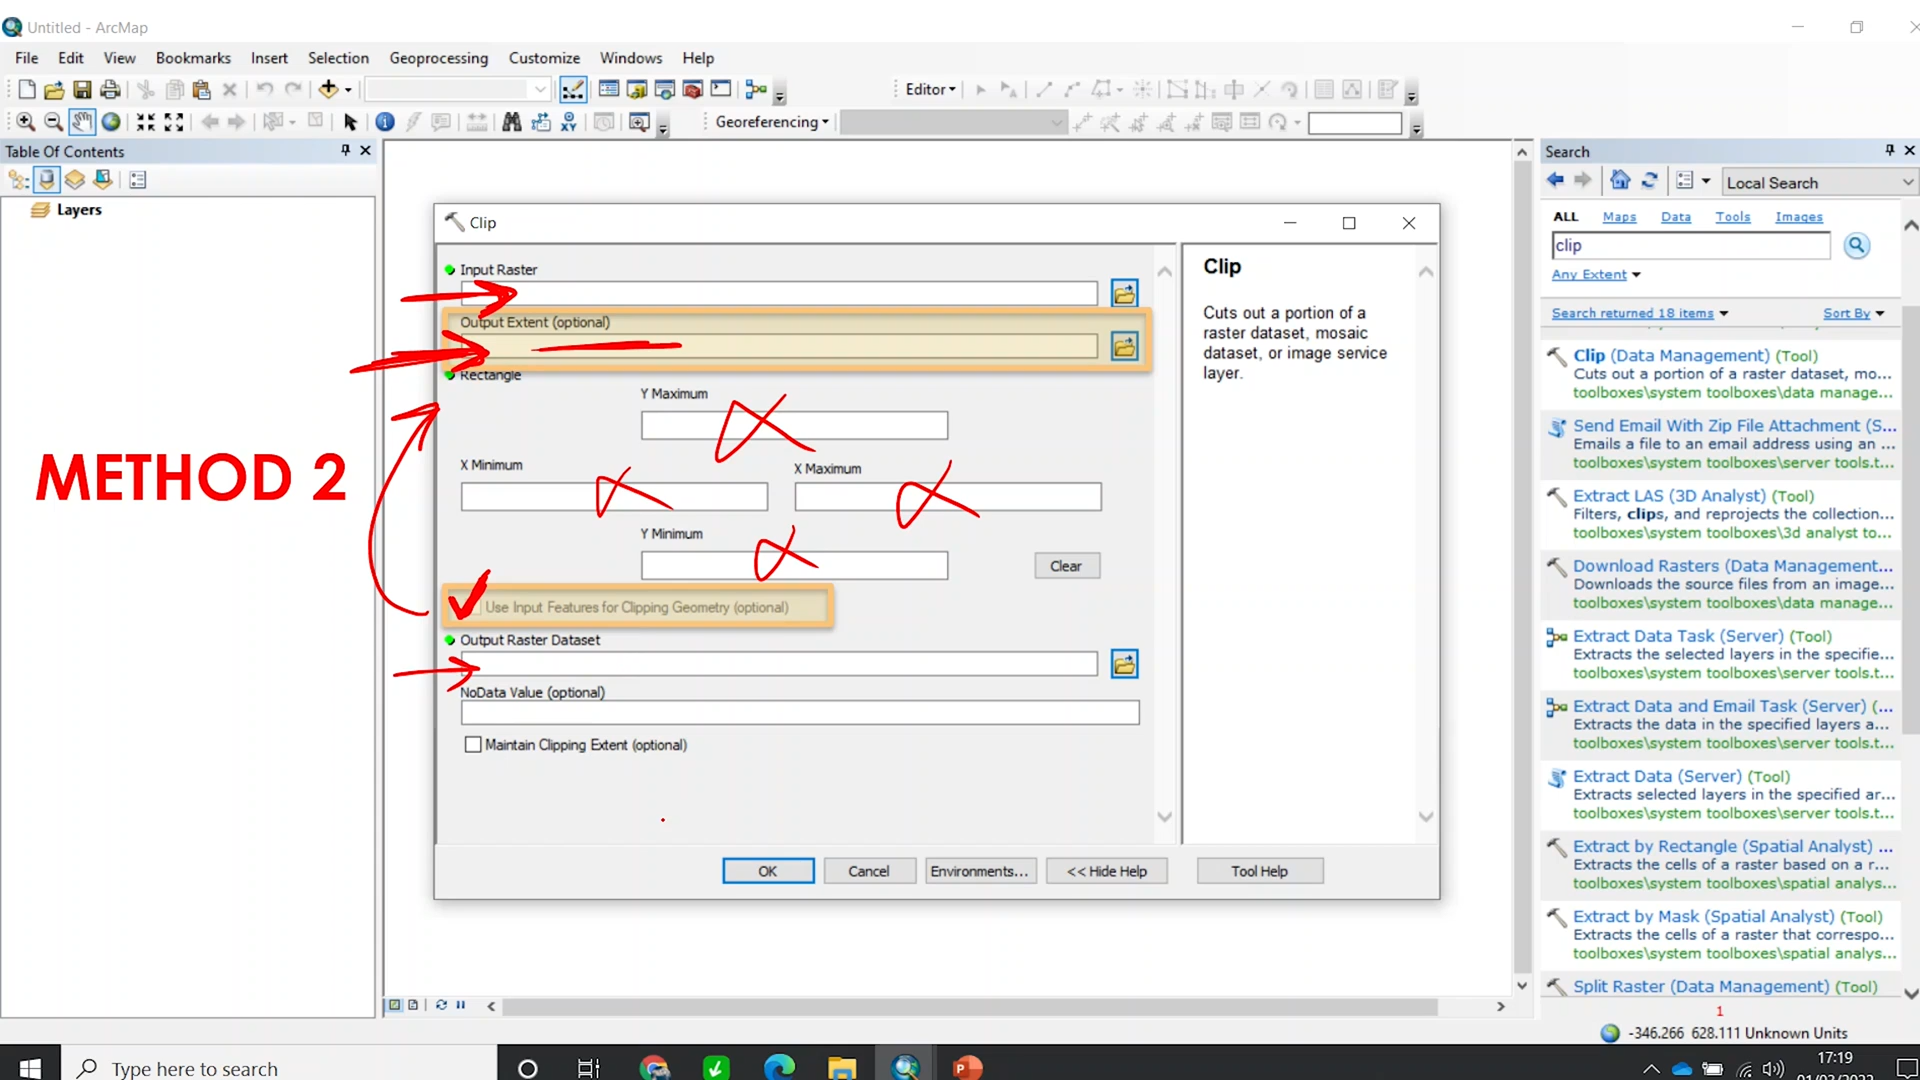 Untitled - ArcMap
File Edit View Bookmarks Insert Selection Geoprocessing Customize Windows Help
Editor
Georeferencing
Table Of Contents
Layers
METHOD 2
Clip
Input Raster
Output Extent (optional)
Rectangle
Y Maximum
X Minimum
X Maximum
Y Minimum
Clear
Use Input Features for Clipping Geometry (optional)
Output Raster Dataset
NoData Value (optional)
Maintain Clipping Extent (optional)
OK Cancel Environments... << Hide Help Tool Help
Clip
Cuts out a portion of a
raster dataset, mosaic
dataset, or image service
layer.
Search
Local Search
ALL Maps Data Tools Images
clip
Any Extent
Search returned 18 items Sort By
Clip (Data Management) (Tool)
Cuts out a portion of a raster dataset, mo...
toolboxes\system toolboxes\data manage...
Send Email With Zip File Attachment (S...
Emails a file to an email address using an ...
toolboxes\system toolboxes\server tools.t...
Extract LAS (3D Analyst) (Tool)
Filters, clips, and reprojects the collection...
toolboxes\system toolboxes\3d analyst to...
Download Rasters (Data Management...
Downloads the source files from an image...
toolboxes\system toolboxes\data manage...
Extract Data Task (Server) (Tool)
Extracts the selected layers in the specifie...
toolboxes\system toolboxes\server tools.t...
Extract Data and Email Task (Server) (...
Extracts the data in the specified layers a...
toolboxes\system toolboxes\server tools.t...
Extract Data (Server) (Tool)
Extracts selected layers in the specified ar...
toolboxes\system toolboxes\server tools.t...
Extract by Rectangle (Spatial Analyst) ...
Extracts the cells of a raster based on a r...
toolboxes\system toolboxes\spatial analys...
Extract by Mask (Spatial Analyst) (Tool)
Extracts the cells of a raster that correspo...
toolboxes\system toolboxes\spatial analys...
Split Raster (Data Management) (Tool)
1
-346.266 628.111 Unknown Units
Type here to search
17:19